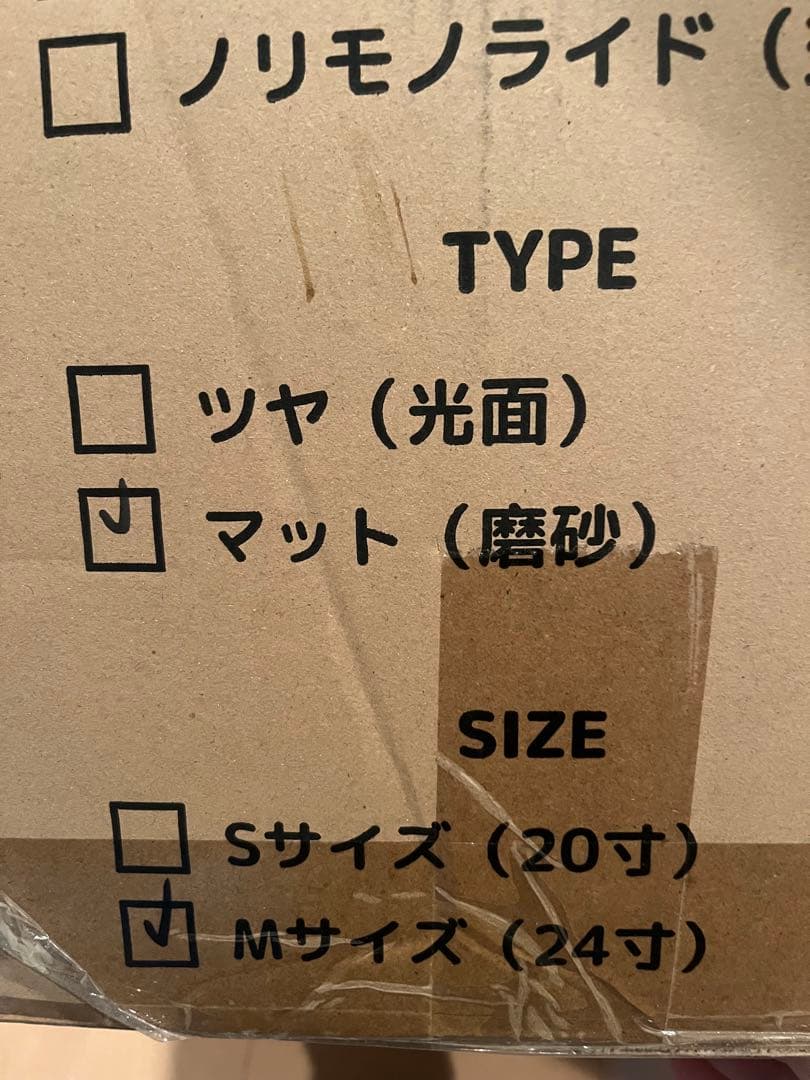 ノリモノライド（
TYPE
ツヤ（光面）
マット（磨砂）
SIZE
Sサイズ（20寸）
Mサイズ（24寸）